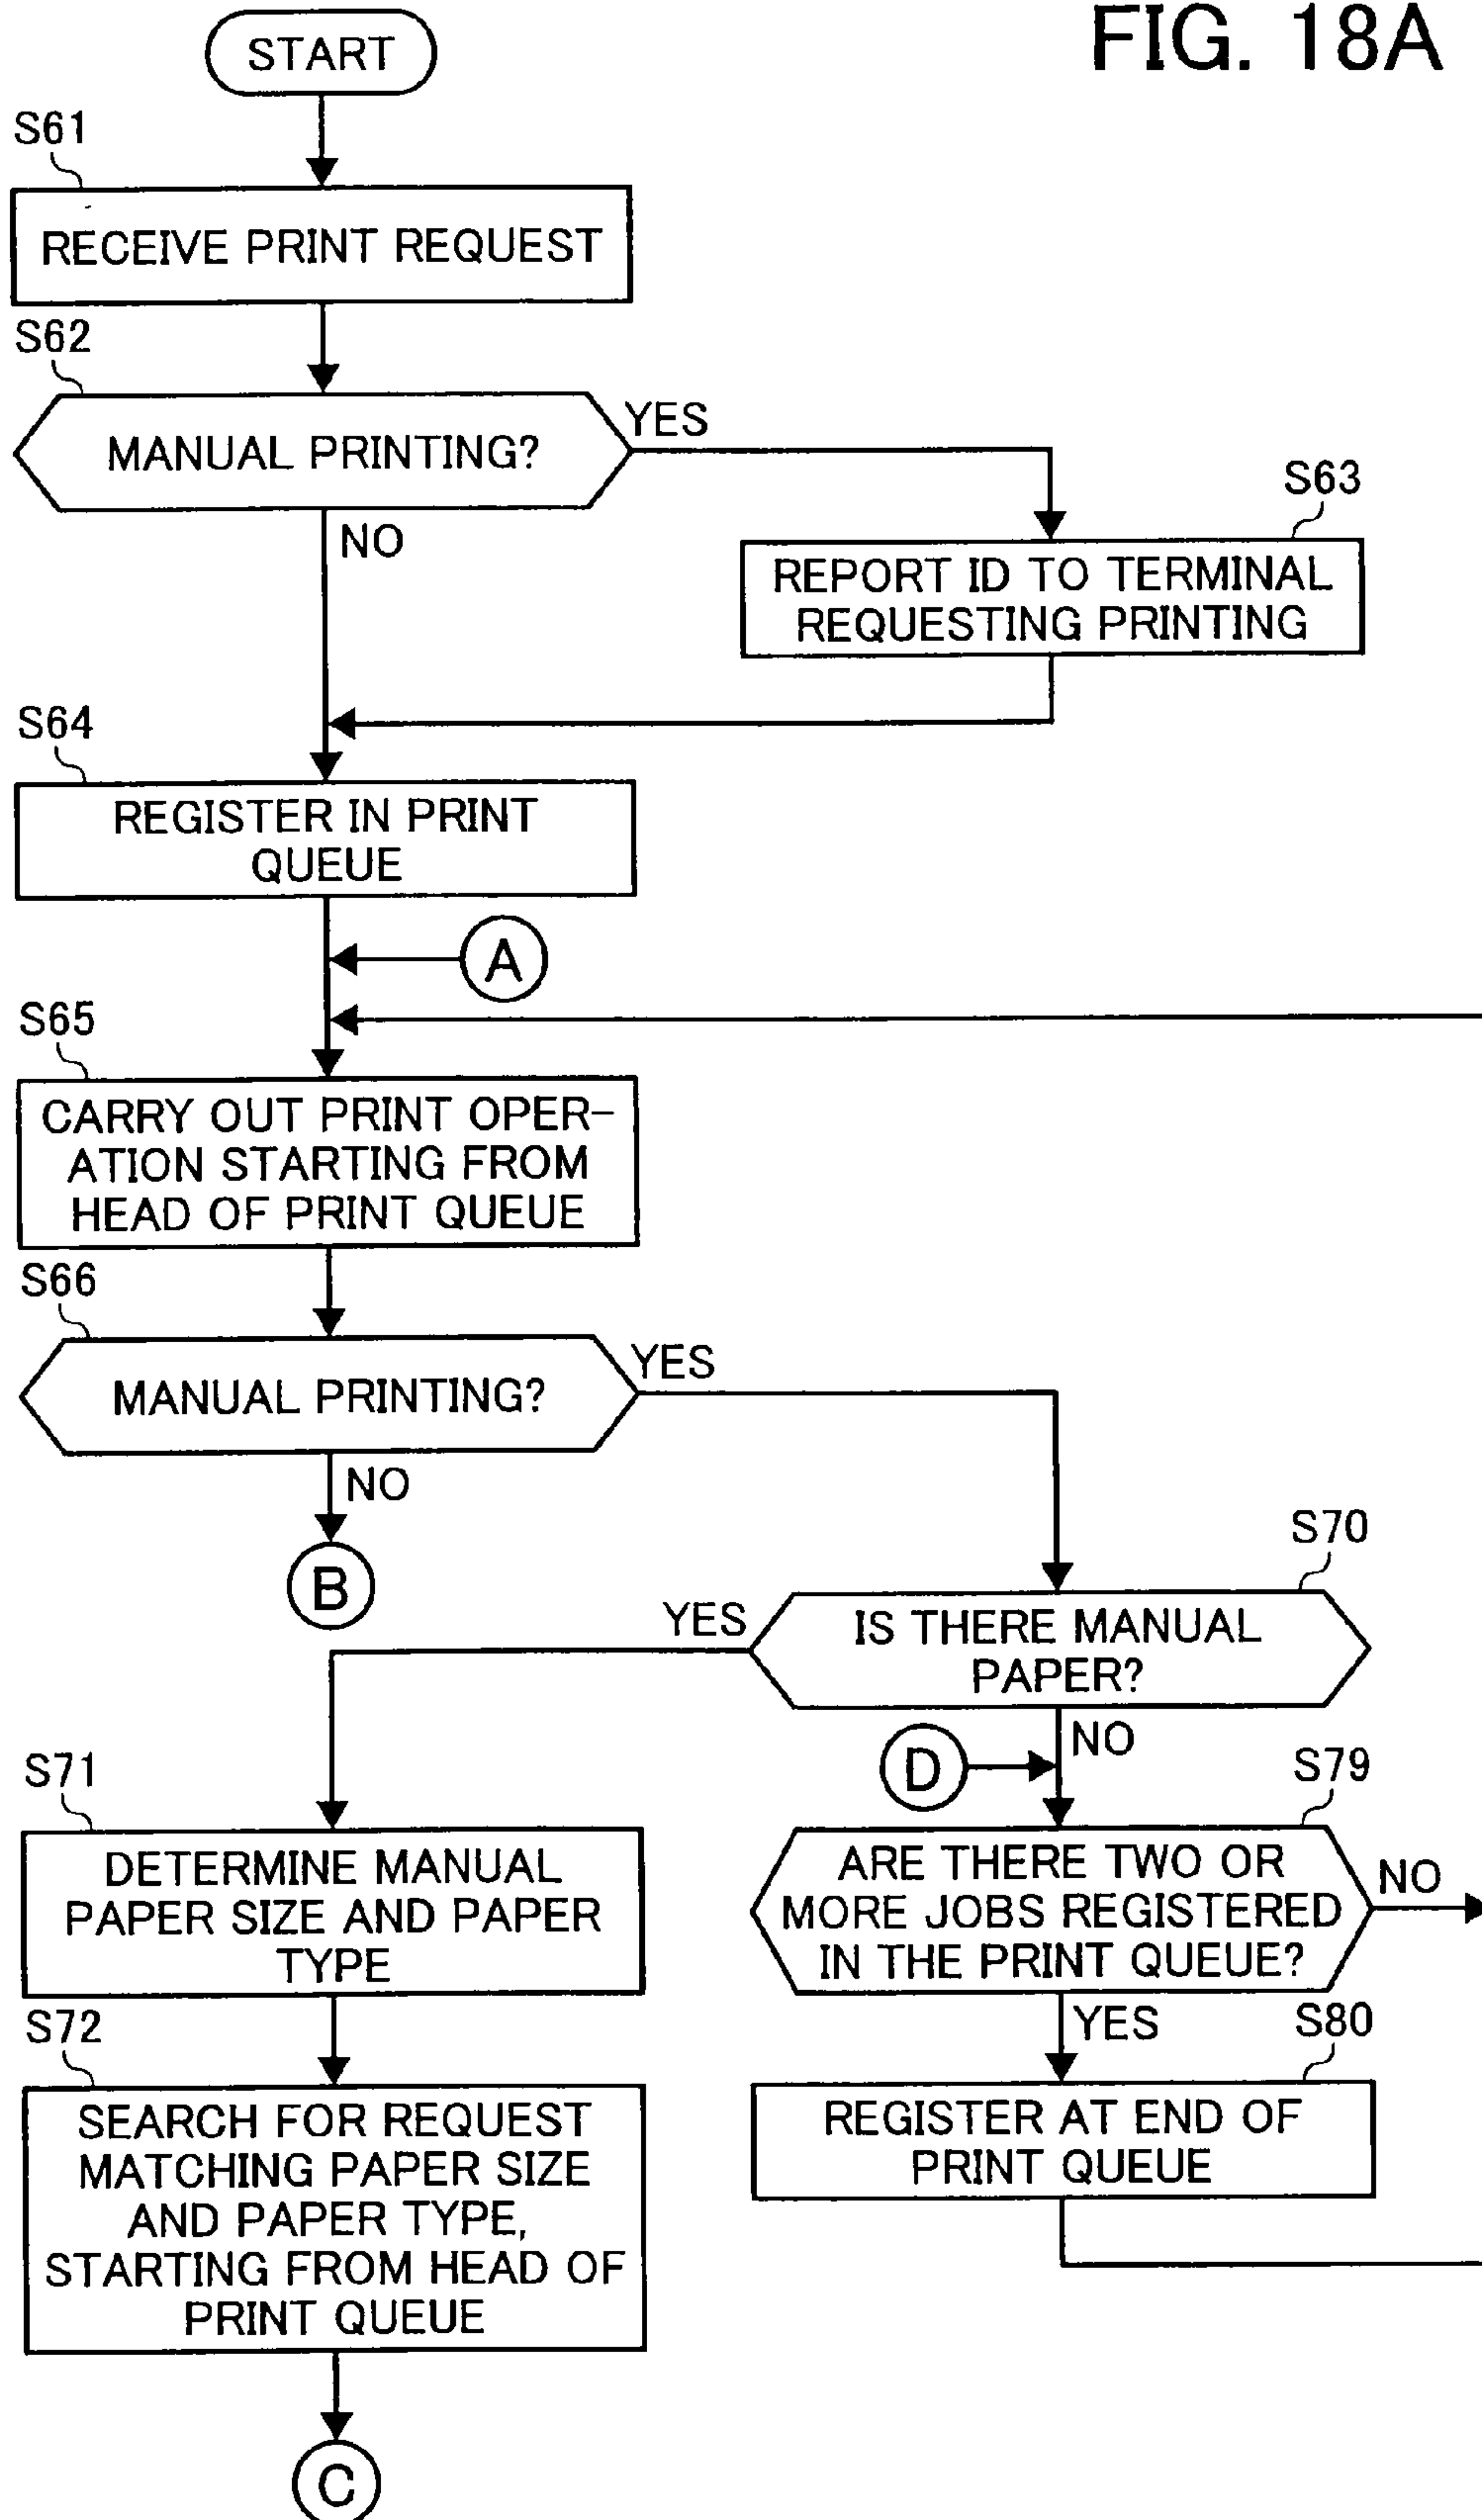 FIG. 18A
START
S61
RECEIVE PRINT REQUEST
S62
MANUAL PRINTING?
YES
NO
S63
REPORT ID TO TERMINAL
REQUESTING PRINTING
S64
REGISTER IN PRINT
QUEUE
A
S65
CARRY OUT PRINT OPER-
ATION STARTING FROM
HEAD OF PRINT QUEUE
S66
MANUAL PRINTING?
YES
NO
B
S70
IS THERE MANUAL
PAPER?
YES
NO
D
S71
DETERMINE MANUAL
PAPER SIZE AND PAPER
TYPE
S79
ARE THERE TWO OR
MORE JOBS REGISTERED
IN THE PRINT QUEUE?
NO
YES
S72
SEARCH FOR REQUEST
MATCHING PAPER SIZE
AND PAPER TYPE,
STARTING FROM HEAD OF
PRINT QUEUE
S80
REGISTER AT END OF
PRINT QUEUE
C